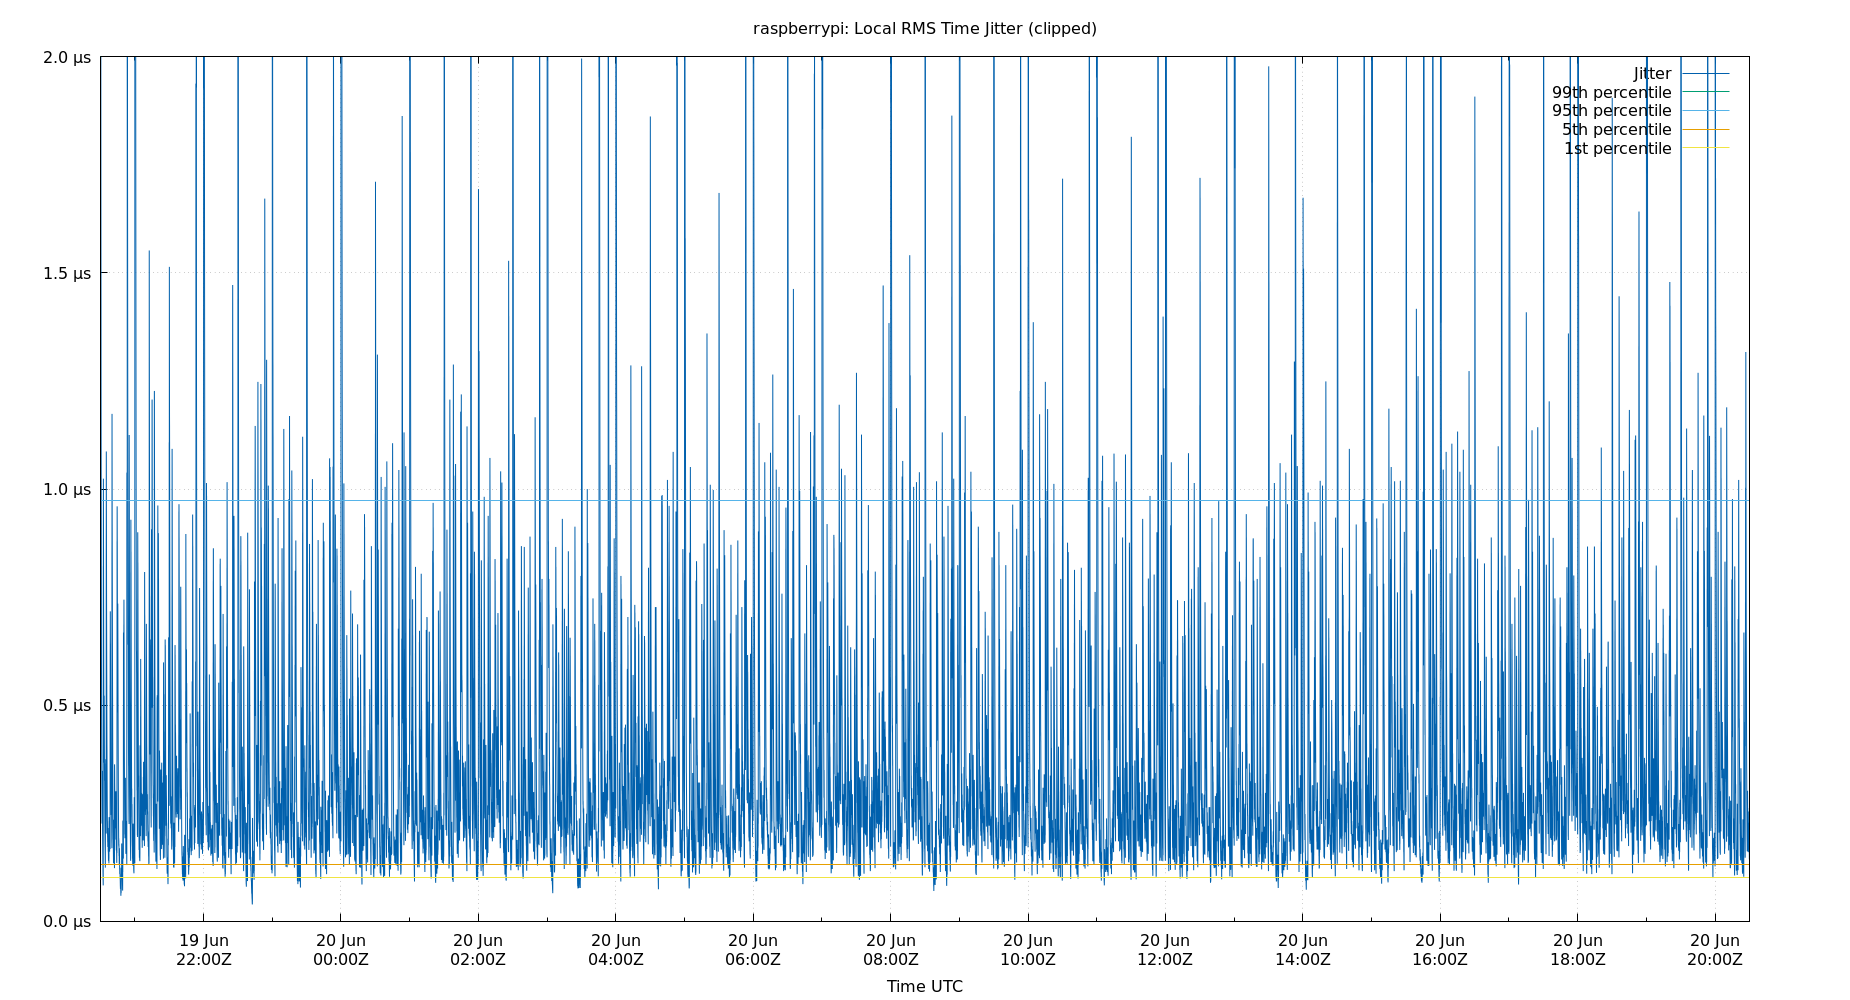 raspberrypi: Local RMS Time Jitter (clipped)
2.0 µs
1.5 µs
1.0 µs
0.5 µs
0.0 µs
Jitter
99th percentile
95th percentile
5th percentile
1st percentile
19 Jun
22:00Z
20 Jun
00:00Z
20 Jun
02:00Z
20 Jun
04:00Z
20 Jun
06:00Z
20 Jun
08:00Z
20 Jun
10:00Z
20 Jun
12:00Z
20 Jun
14:00Z
20 Jun
16:00Z
20 Jun
18:00Z
20 Jun
20:00Z
Time UTC